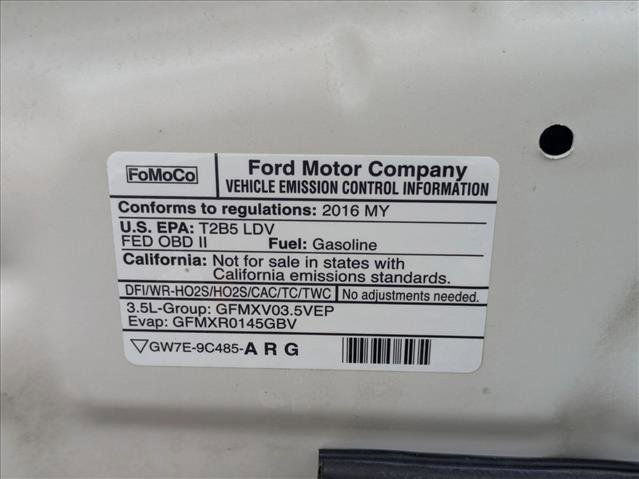 FoMoCo
Ford Motor Company
VEHICLE EMISSION CONTROL INFORMATION
Conforms to regulations: 2016 MY
U.S. EPA: T2B5 LDV
FED OBD II Fuel: Gasoline
California: Not for sale in states with
California emissions standards.
DFI/WR-HO2S/HO2S/CAC/TC/TWC No adjustments needed.
3.5L-Group: GFMXV03.5VEP
Evap: GFMXR0145GBV
GW7E-9C485-A R G